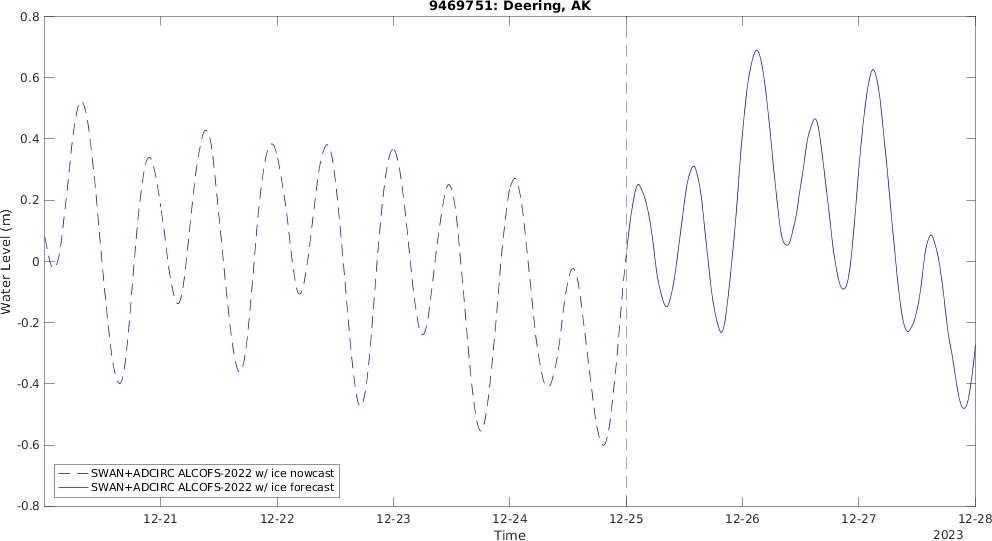 9469751: Deering, AK
0.8
0.6
0.4
0.2
0
-0.2
-0.4
-0.6
-0.8
Water Level (m)
SWAN+ADCIRC ALCOFS-2022 w/ ice nowcast
SWAN+ADCIRC ALCOFS-2022 w/ ice forecast
12-21 12-22 12-23 12-24 12-25 12-26 12-27 12-28
Time
2023